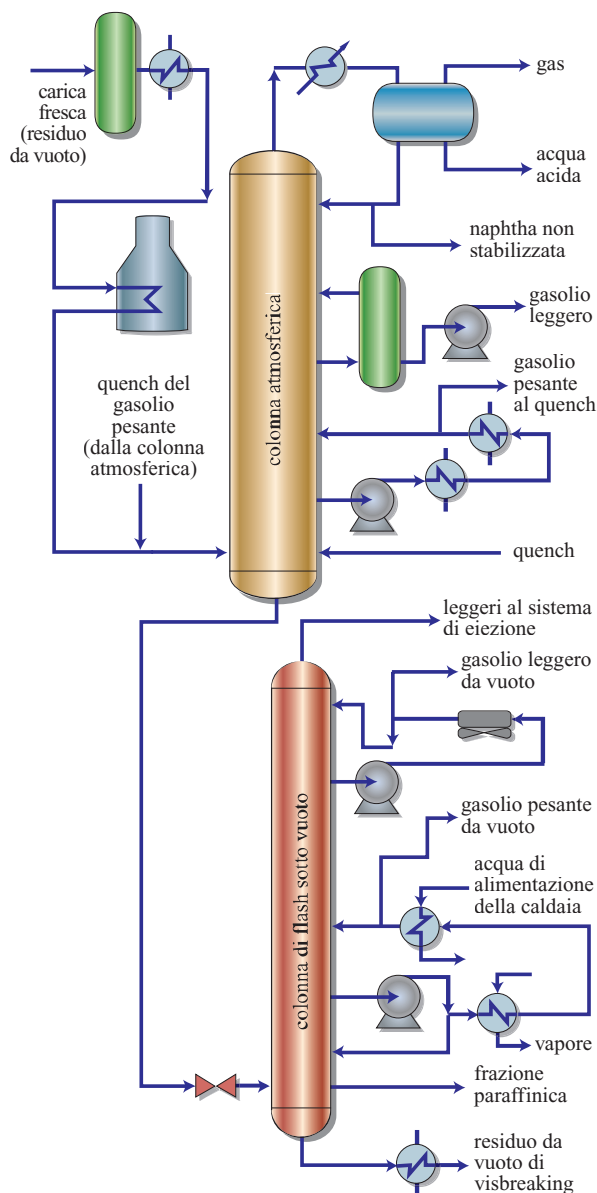 gas
carica
fresca
(residuo
da vuoto)
acqua
acida
naphtha non
stabilizzata
colonna atmosferica
gasolio
leggero
quench del
gasolio
pesante
(dalla colonna
atmosferica)
gasolio
pesante
al quench
quench
leggeri al sistema
di eiezione
gasolio leggero
da vuoto
colonna di flash sotto vuoto
gasolio pesante
da vuoto
acqua di
alimentazione
della caldaia
vapore
frazione
paraffinica
residuo da
vuoto di
visbreaking